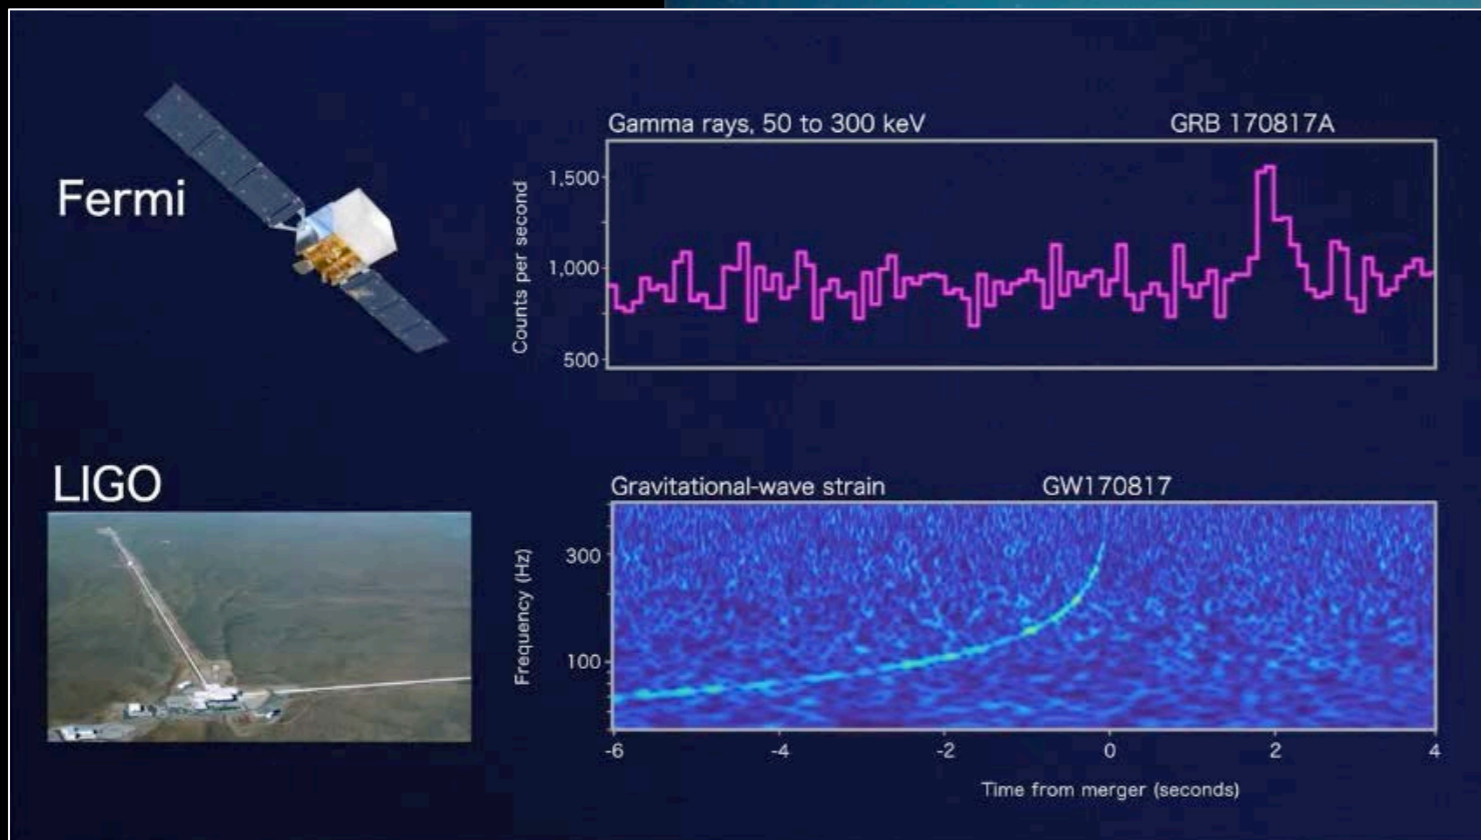 Fermi
Gamma rays, 50 to 300 keV
GRB 170817A
Counts per second
1,500
1,000
500
LIGO
Gravitational-wave strain
GW170817
Frequency (Hz)
300
100
-6
-4
-2
0
2
4
Time from merger (seconds)